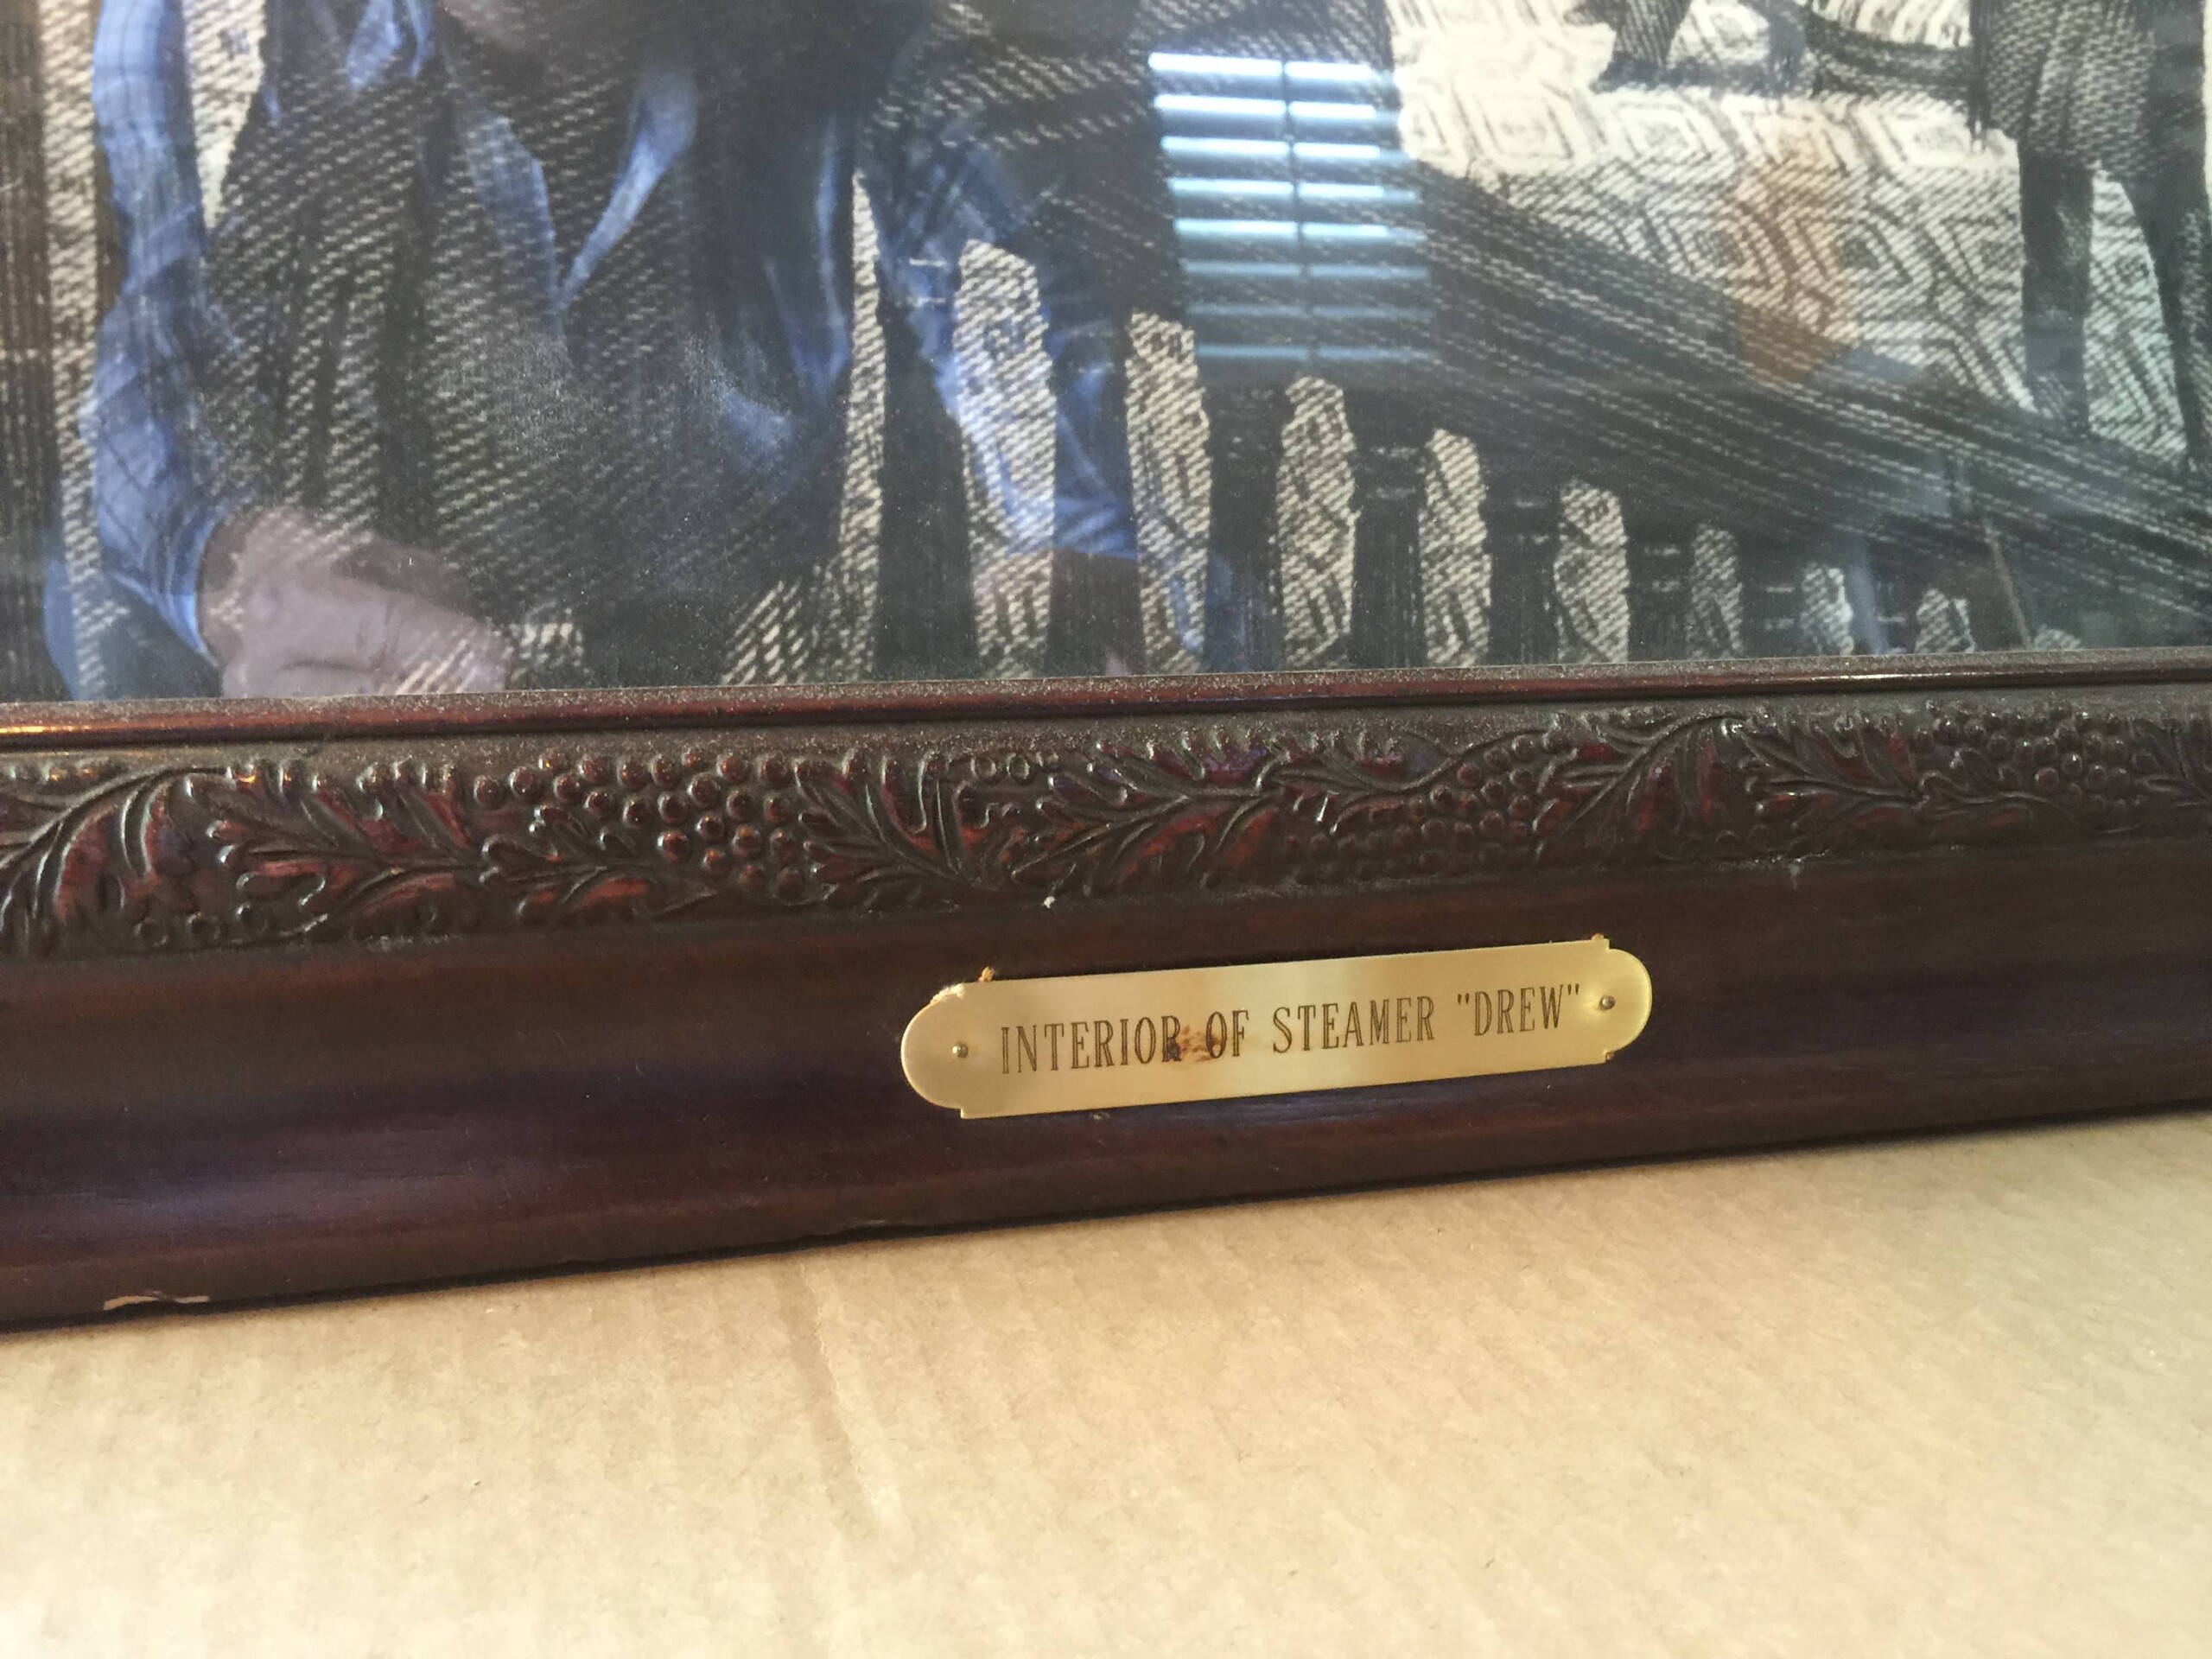 INTERIOR OF STEAMER "DREW"